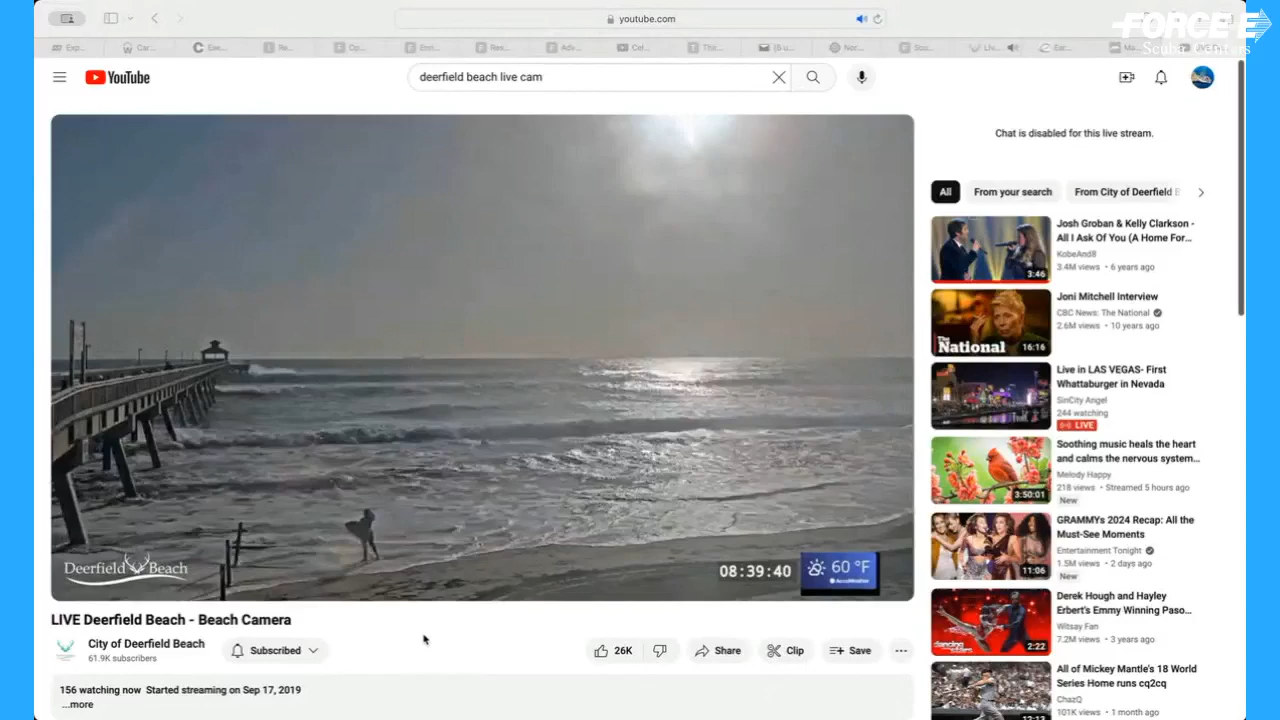 youtube.com
FORCE E
Scuba Centers
YouTube
deerfield beach live cam
Chat is disabled for this live stream.
All
From your search
From City of Deerfield
Josh Groban & Kelly Clarkson -
All I Ask Of You (A Home For...
KobeAnd8
3.4M views • 6 years ago
3:46
Joni Mitchell Interview
CBC News: The National
2.6M views • 10 years ago
The
National
16:16
Live in LAS VEGAS- First
Whattaburger in Nevada
SinCity Angel
244 watching
LIVE
Soothing music heals the heart
and calms the nervous system...
Melody Happy
218 views • Streamed 5 hours ago
New
3:50:01
GRAMMYs 2024 Recap: All the
Must-See Moments
Entertainment Tonight
1.5M views • 2 days ago
New
11:06
Derek Hough and Hayley
Erbert's Emmy Winning Paso...
Witsay Fan
7.2M views • 3 years ago
2:22
All of Mickey Mantle's 18 World
Series Home runs cq2cq
ChazQ
101K views • 1 month ago
12:13
Deerfield Beach
08:39:40
60 °F
AccuWeather
LIVE Deerfield Beach - Beach Camera
City of Deerfield Beach
61.9K subscribers
Subscribed
26K
Share
Clip
Save
156 watching now Started streaming on Sep 17, 2019
...more